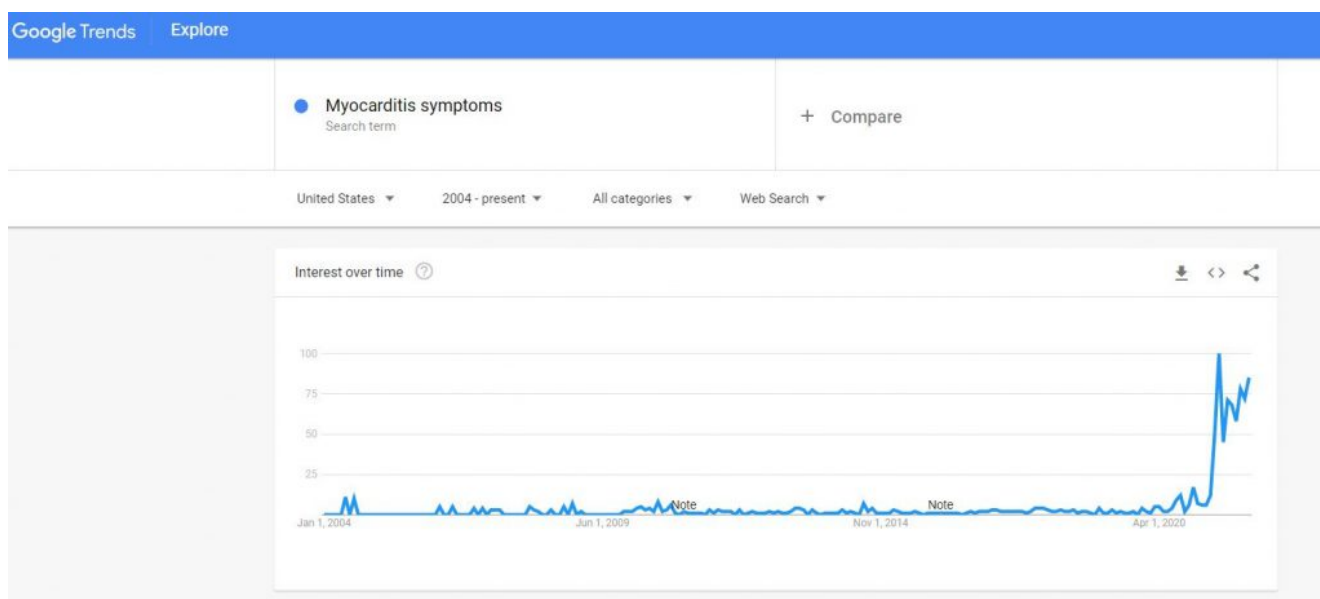 Google Trends Explore
Myocarditis symptoms
Search term
+ Compare
United States 2004 - present All categories Web Search
Interest over time ?
100
75
50
25
Note Note
Jan 1, 2004 Jun 1, 2009 Nov 1, 2014 Apr 1, 2020